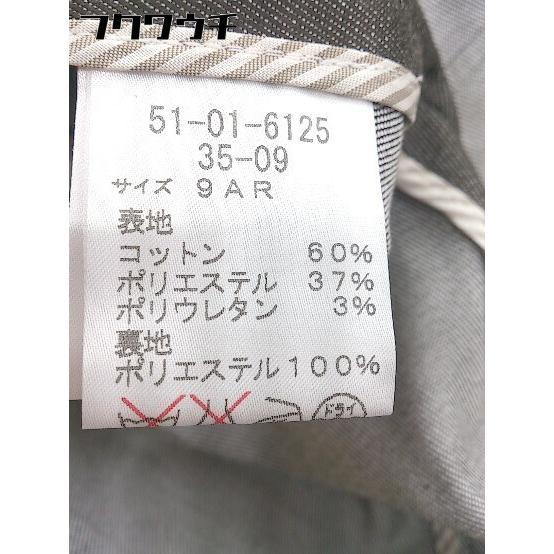 フクワウチ
51-01-6125
35-09
サイズ 9AR
表地
コットン 60%
ポリエステル 37%
ポリウレタン 3%
裏地
ポリエステル100%
ドライ